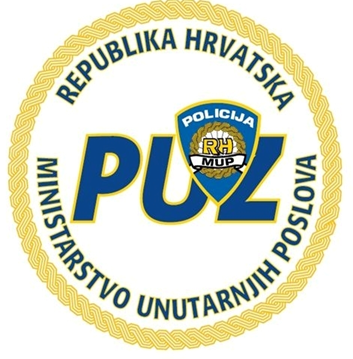 REPUBLIKA HRVATSKA
PUZ
POLICIJA
RH
MUP
MINISTARSTVO UNUTARNJIH POSLOVA